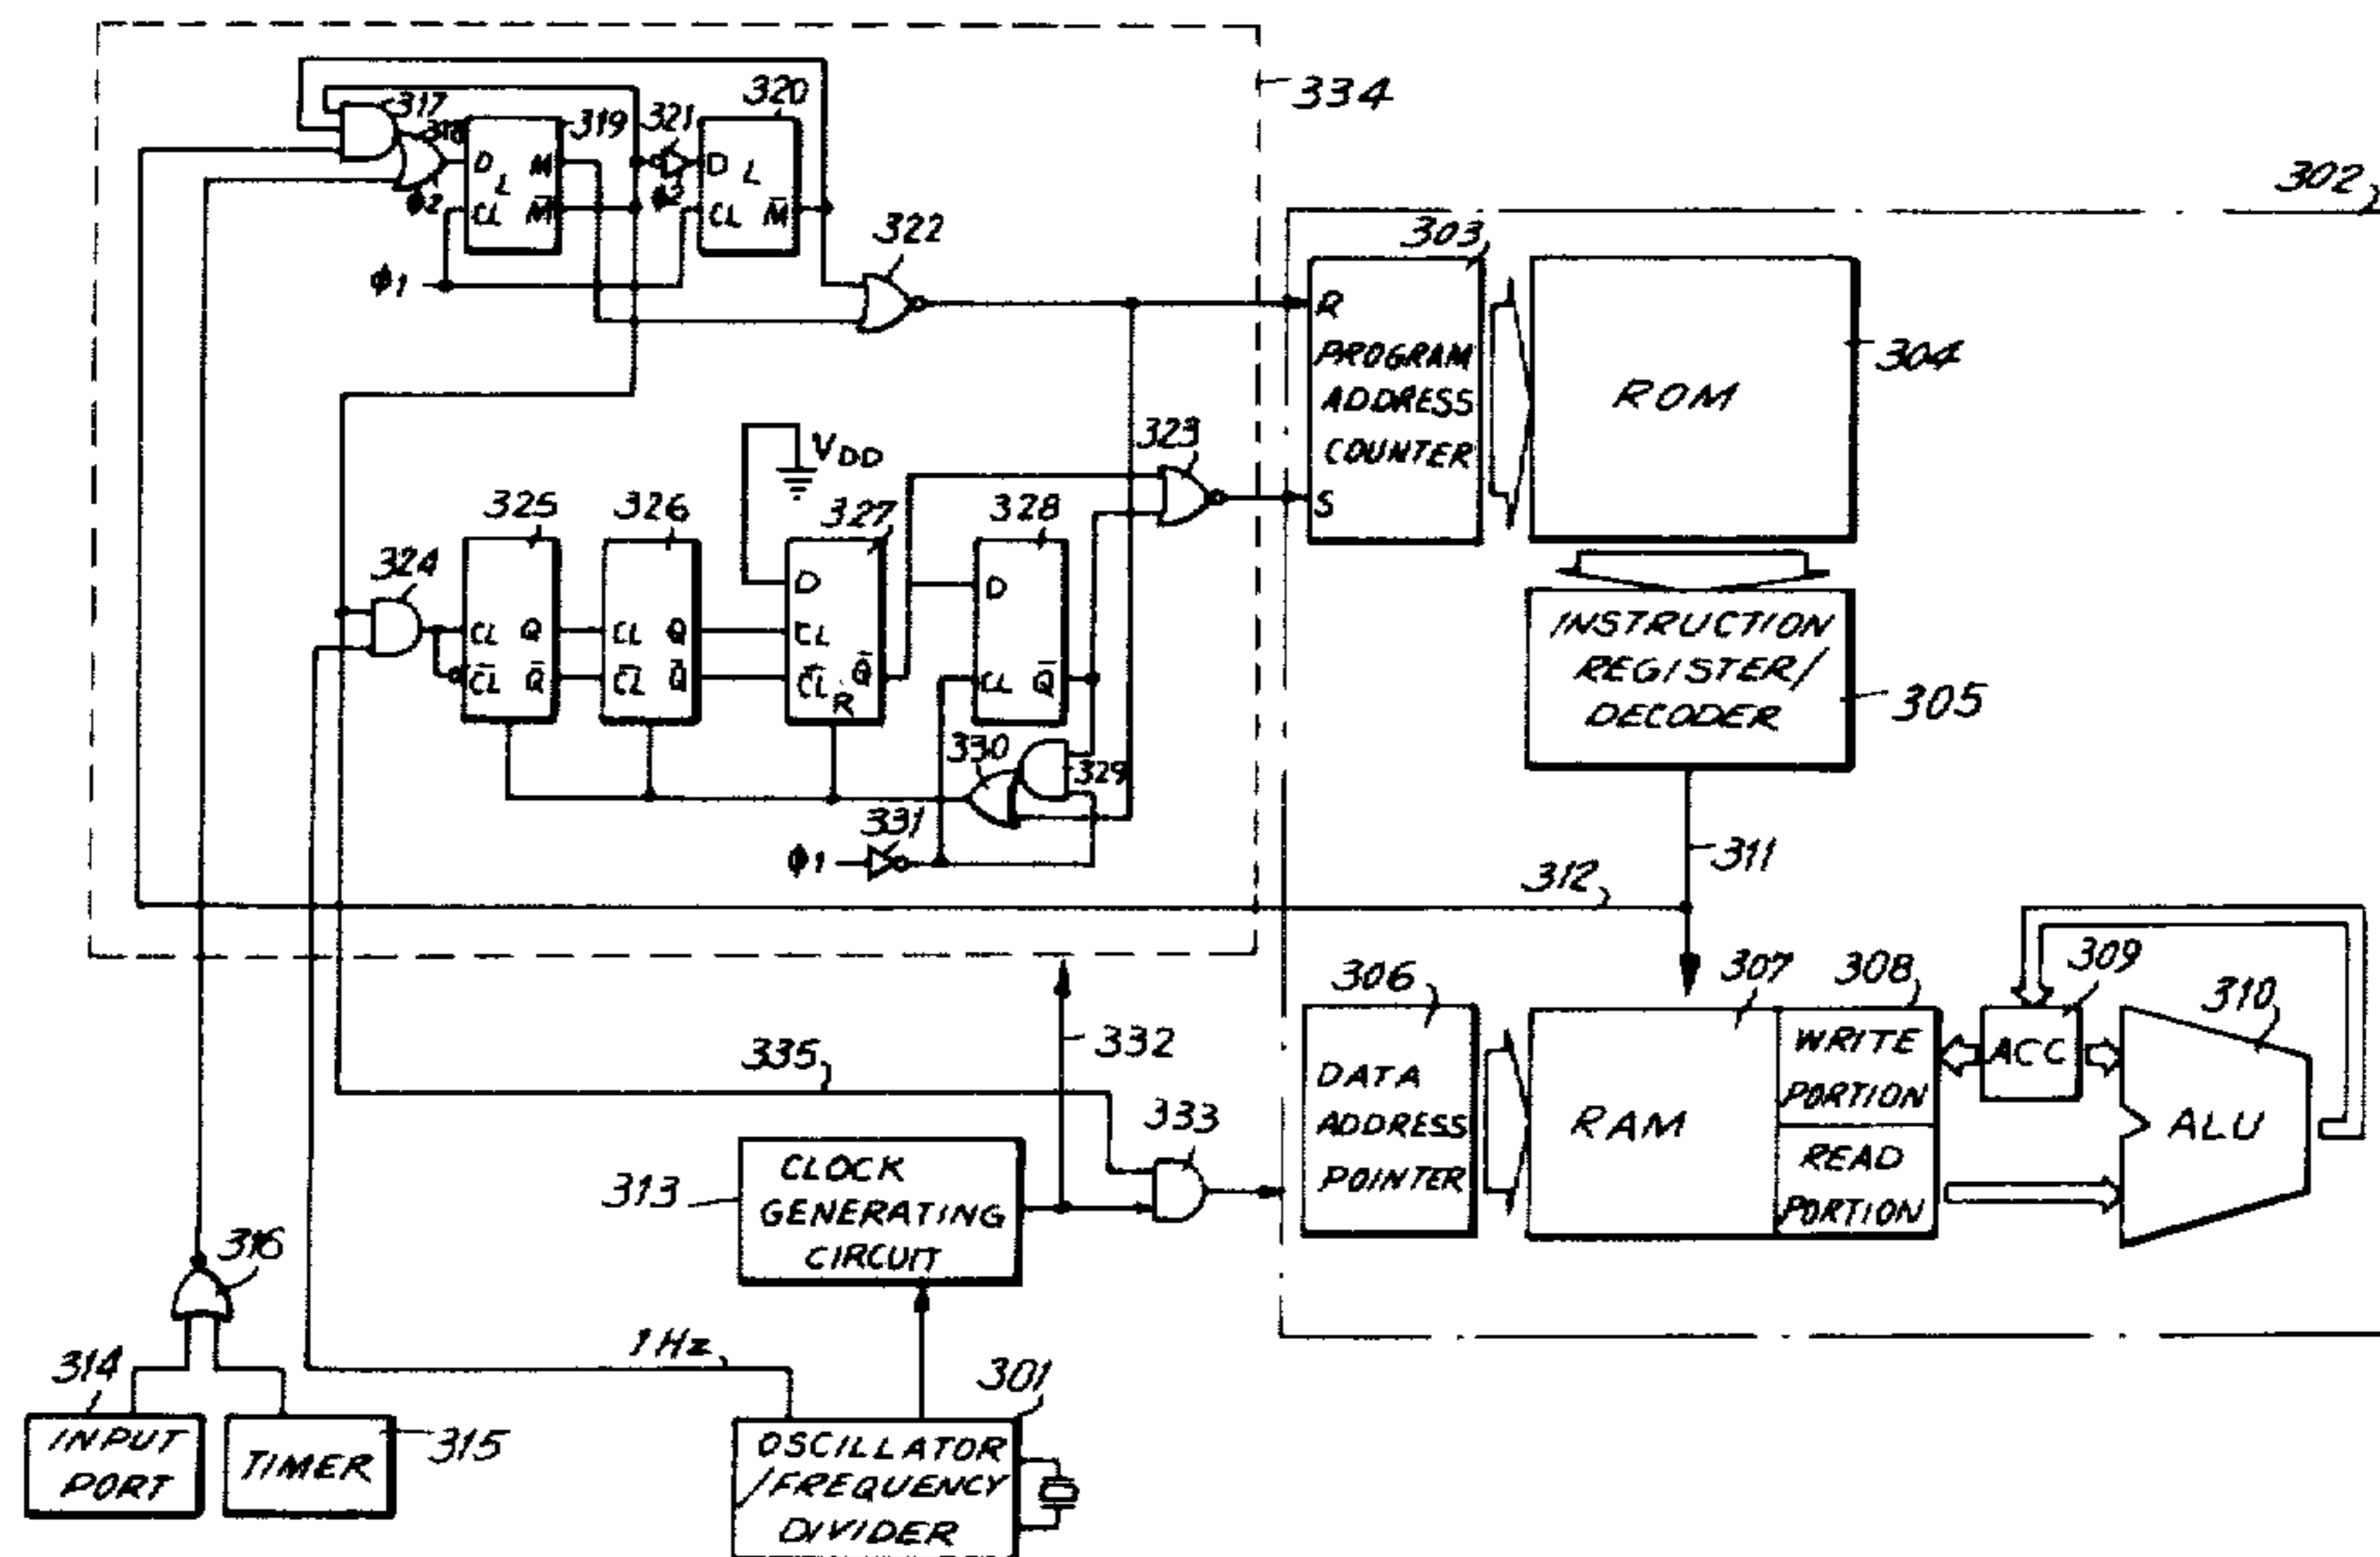 334
302
317
318
319
321
320
D L M
CL M̅
φ2
D L
CL M̅
φ2
φ1
322
303
R
PROGRAM
ADDRESS
COUNTER
S
ROM
304
323
VDD
324
325
326
327
328
CL Q
C̅L̅ Q̅
CL Q
C̅L̅ Q̅
D
CL
C̅L̅ Q̅
R
D
CL Q̅
330
329
331
φ1
INSTRUCTION
REGISTER/
DECODER
305
311
312
306
307
308
309
310
DATA
ADDRESS
POINTER
RAM
WRITE
PORTION
READ
PORTION
ACC
ALU
332
335
333
313
CLOCK
GENERATING
CIRCUIT
316
314
INPUT
PORT
TIMER
315
1 Hz
301
OSCILLATOR
/FREQUENCY
DIVIDER